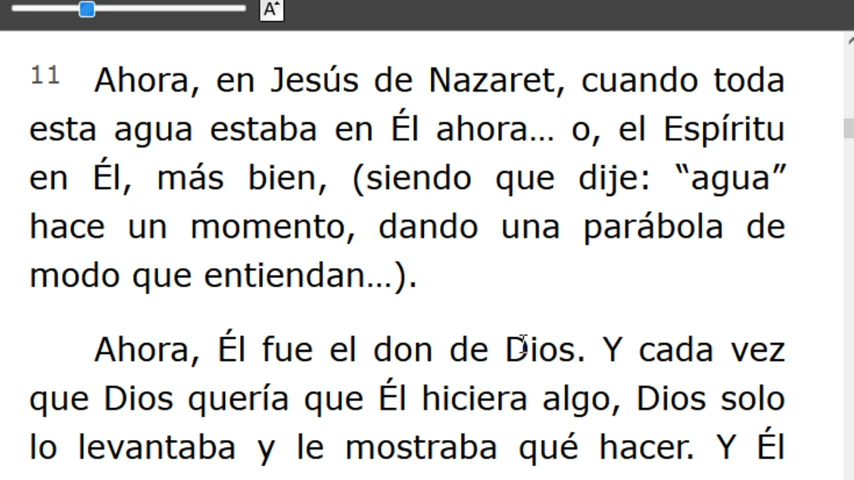 A
11 Ahora, en Jesús de Nazaret, cuando toda
esta agua estaba en Él ahora... o, el Espíritu
en Él, más bien, (siendo que dije: “agua”
hace un momento, dando una parábola de
modo que entiendan...).
Ahora, Él fue el don de Dios. Y cada vez
que Dios quería que Él hiciera algo, Dios solo
lo levantaba y le mostraba qué hacer. Y Él